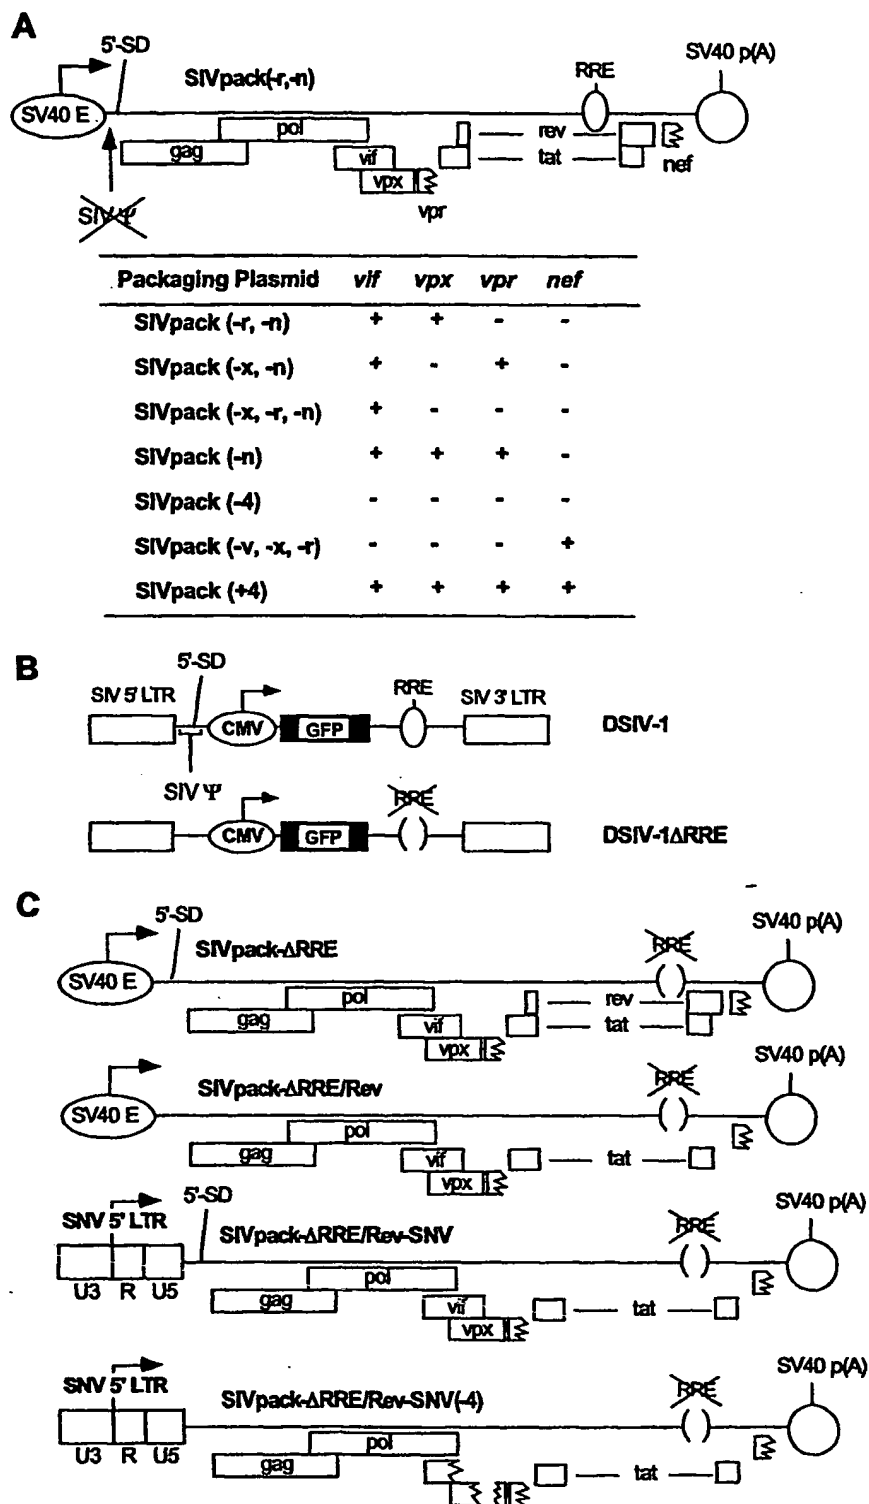 A
5'-SD
SV40 p(A)
SIVpack(-r,-n)
RRE
SV40 E
pol
rev
gag
vif
tat
nef
vpx
vpr
SIV Ψ
Packaging Plasmid vif vpx vpr nef
SIVpack (-r, -n) + + - -
SIVpack (-x, -n) + - + -
SIVpack (-x, -r, -n) + - - -
SIVpack (-n) + + + -
SIVpack (-4) - - - -
SIVpack (-v, -x, -r) - - - +
SIVpack (+4) + + + +
B
5'-SD
SIV 5' LTR
RRE
SIV 3' LTR
CMV
GFP
DSIV-1
SIV Ψ
RRE
CMV
GFP
DSIV-1ΔRRE
C
5'-SD
SV40 p(A)
SIVpack-ΔRRE
RRE
SV40 E
pol
rev
gag
vif
tat
vpx
SV40 p(A)
SIVpack-ΔRRE/Rev
RRE
SV40 E
pol
gag
vif
tat
vpx
5'-SD
SV40 p(A)
SNV 5' LTR
SIVpack-ΔRRE/Rev-SNV
RRE
pol
U3 R U5
gag
vif
tat
vpx
SV40 p(A)
SNV 5' LTR
SIVpack-ΔRRE/Rev-SNV(-4)
RRE
pol
U3 R U5
gag
tat